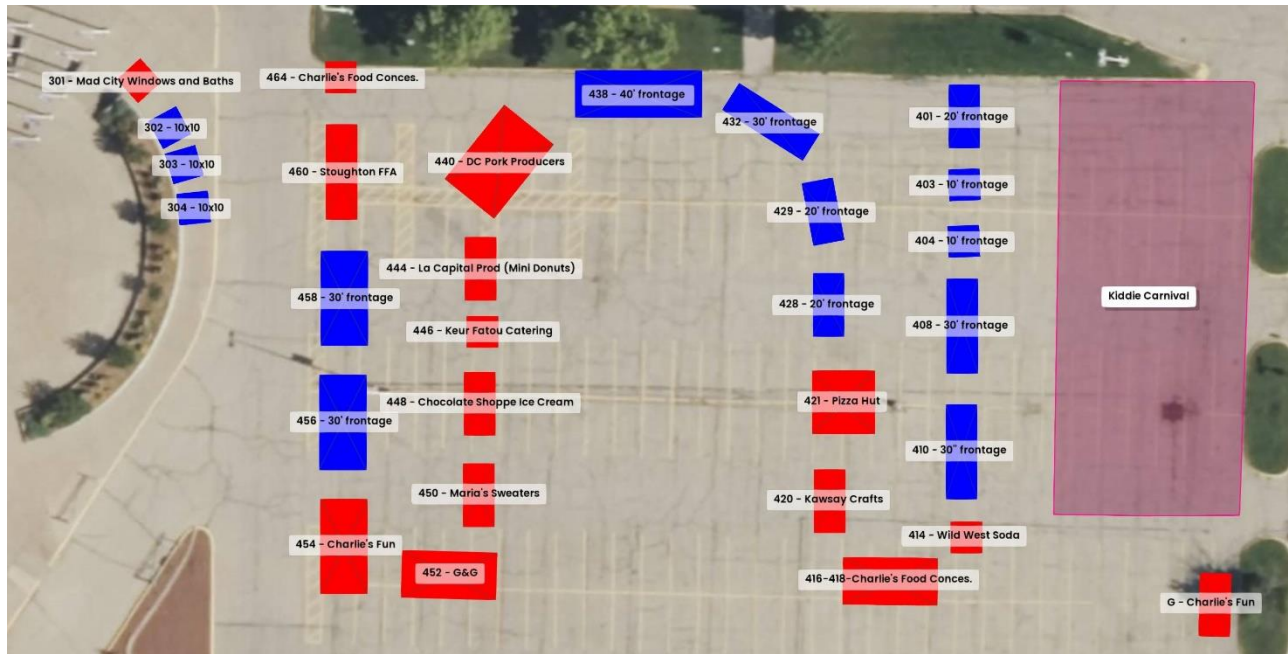 301 - Mad City Windows and Baths
464 - Charlie's Food Conces.
438 - 40' frontage
432 - 30' frontage
401 - 20' frontage
302 - 10x10
303 - 10x10
304 - 10x10
460 - Stoughton FFA
440 - DC Pork Producers
403 - 10' frontage
429 - 20' frontage
404 - 10' frontage
444 - La Capital Prod (Mini Donuts)
458 - 30' frontage
428 - 20' frontage
Kiddie Carnival
446 - Keur Fatou Catering
408 - 30' frontage
448 - Chocolate Shoppe Ice Cream
421 - Pizza Hut
456 - 30' frontage
410 - 30" frontage
450 - Maria's Sweaters
420 - Kawsay Crafts
414 - Wild West Soda
454 - Charlie's Fun
452 - G&G
416-418-Charlie's Food Conces.
G - Charlie's Fun